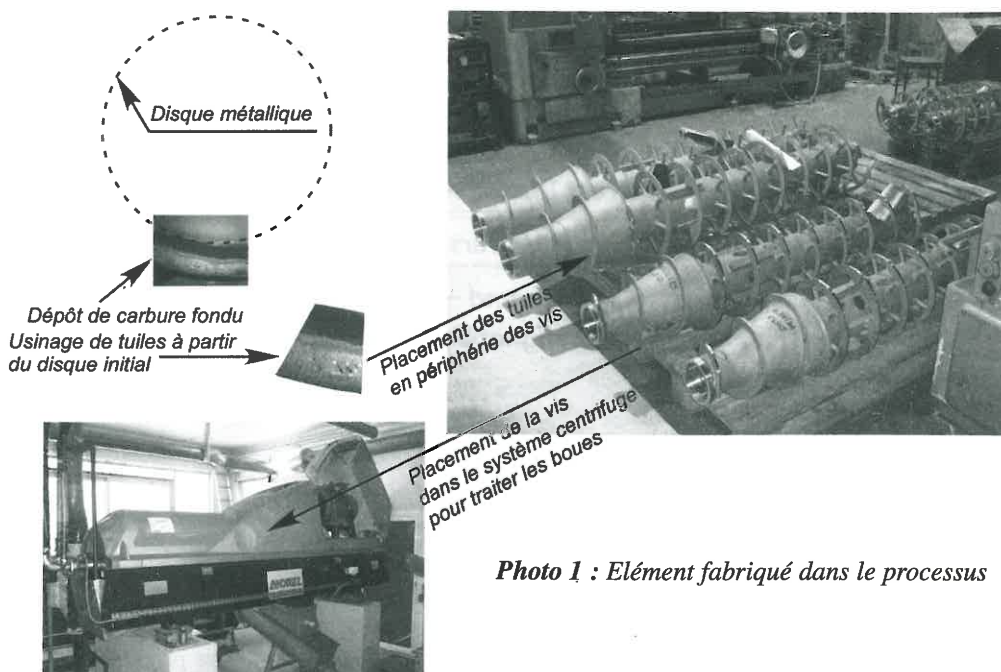 Disque métallique
Dépôt de carbure fondu
Usinage de tuiles à partir
du disque initial
Placement des tuiles
en périphérie des vis
Placement de la vis
dans le système centrifuge
pour traiter les boues
Photo 1 : Elément fabriqué dans le processus